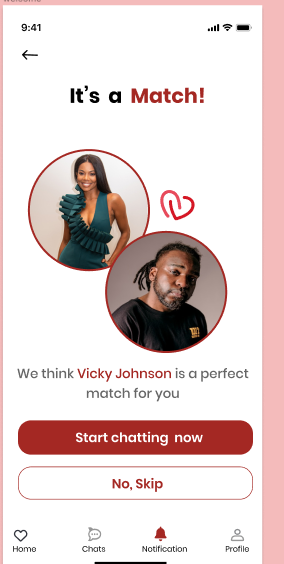 9:41
It's a Match!
We think Vicky Johnson is a perfect
match for you
Start chatting now
No, Skip
Home Chats Notification Profile